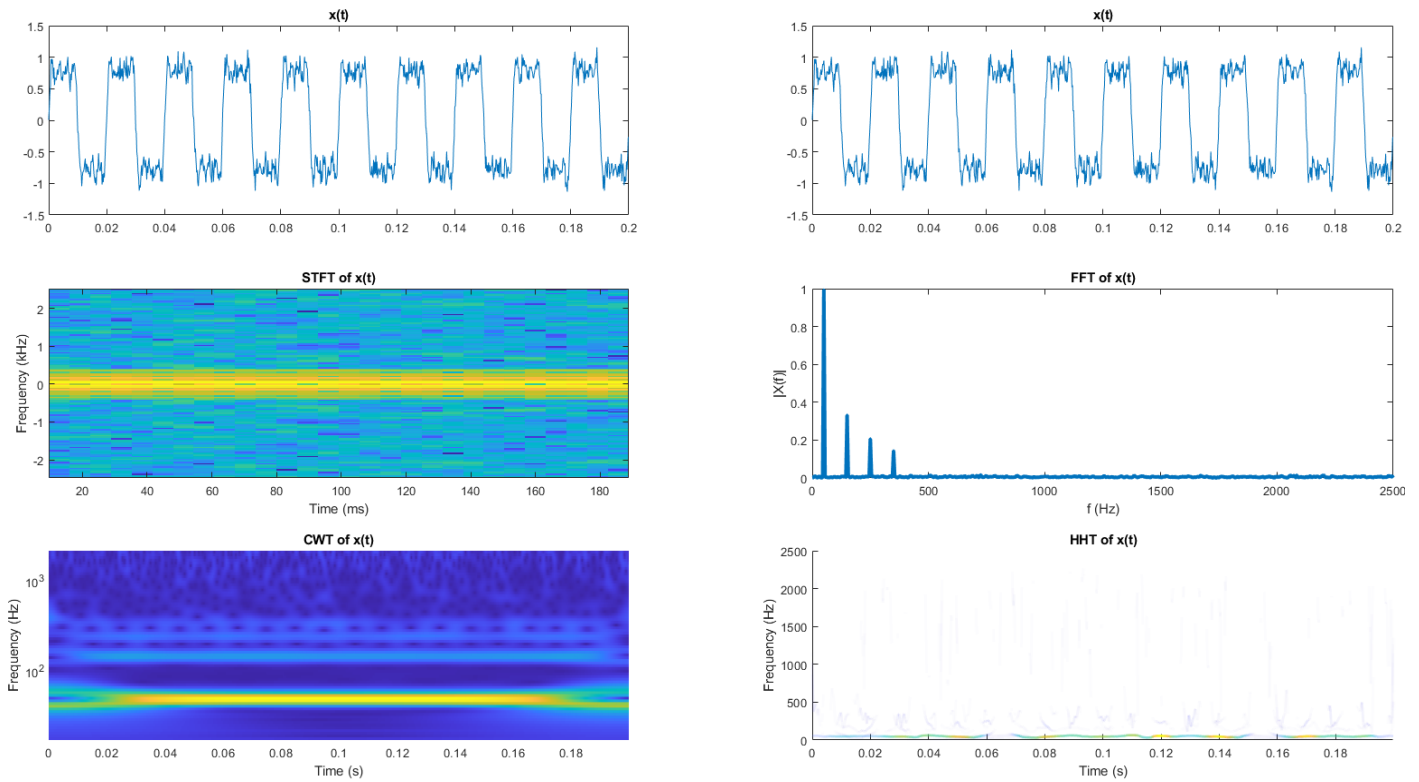 x(t)
1.5
1
0.5
0
-0.5
-1
-1.5
0 0.02 0.04 0.06 0.08 0.1 0.12 0.14 0.16 0.18 0.2
x(t)
1.5
1
0.5
0
-0.5
-1
-1.5
0 0.02 0.04 0.06 0.08 0.1 0.12 0.14 0.16 0.18 0.2
STFT of x(t)
Frequency (kHz)
2
1
0
-1
-2
20 40 60 80 100 120 140 160 180
Time (ms)
FFT of x(t)
|X(f)|
1
0.8
0.6
0.4
0.2
0
0 500 1000 1500 2000 2500
f (Hz)
CWT of x(t)
Frequency (Hz)
10^3
10^2
0 0.02 0.04 0.06 0.08 0.1 0.12 0.14 0.16 0.18
Time (s)
HHT of x(t)
Frequency (Hz)
2500
2000
1500
1000
500
0
0 0.02 0.04 0.06 0.08 0.1 0.12 0.14 0.16 0.18
Time (s)